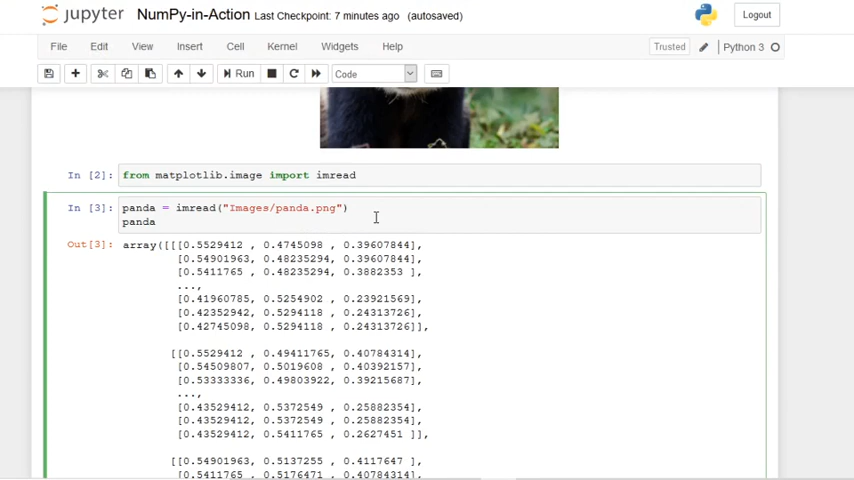 jupyter NumPy-in-Action Last Checkpoint: 7 minutes ago (autosaved) Logout
File Edit View Insert Cell Kernel Widgets Help Trusted Python 3
Run Code
In [2]: from matplotlib.image import imread
In [3]: panda = imread("Images/panda.png")
panda
Out[3]: array([[[0.5529412 , 0.4745098 , 0.39607844],
[0.54901963, 0.48235294, 0.39607844],
[0.5411765 , 0.48235294, 0.3882353 ],
...,
[0.41960785, 0.5254902 , 0.23921569],
[0.42352942, 0.5294118 , 0.24313726],
[0.42745098, 0.5294118 , 0.24313726]],
[[0.5529412 , 0.49411765, 0.40784314],
[0.54509807, 0.5019608 , 0.40392157],
[0.53333336, 0.49803922, 0.39215687],
...,
[0.43529412, 0.5372549 , 0.25882354],
[0.43529412, 0.5372549 , 0.25882354],
[0.43529412, 0.5411765 , 0.2627451 ]],
[[0.54901963, 0.5137255 , 0.4117647 ],
[0.5411765 , 0.5176471 , 0.40784314],